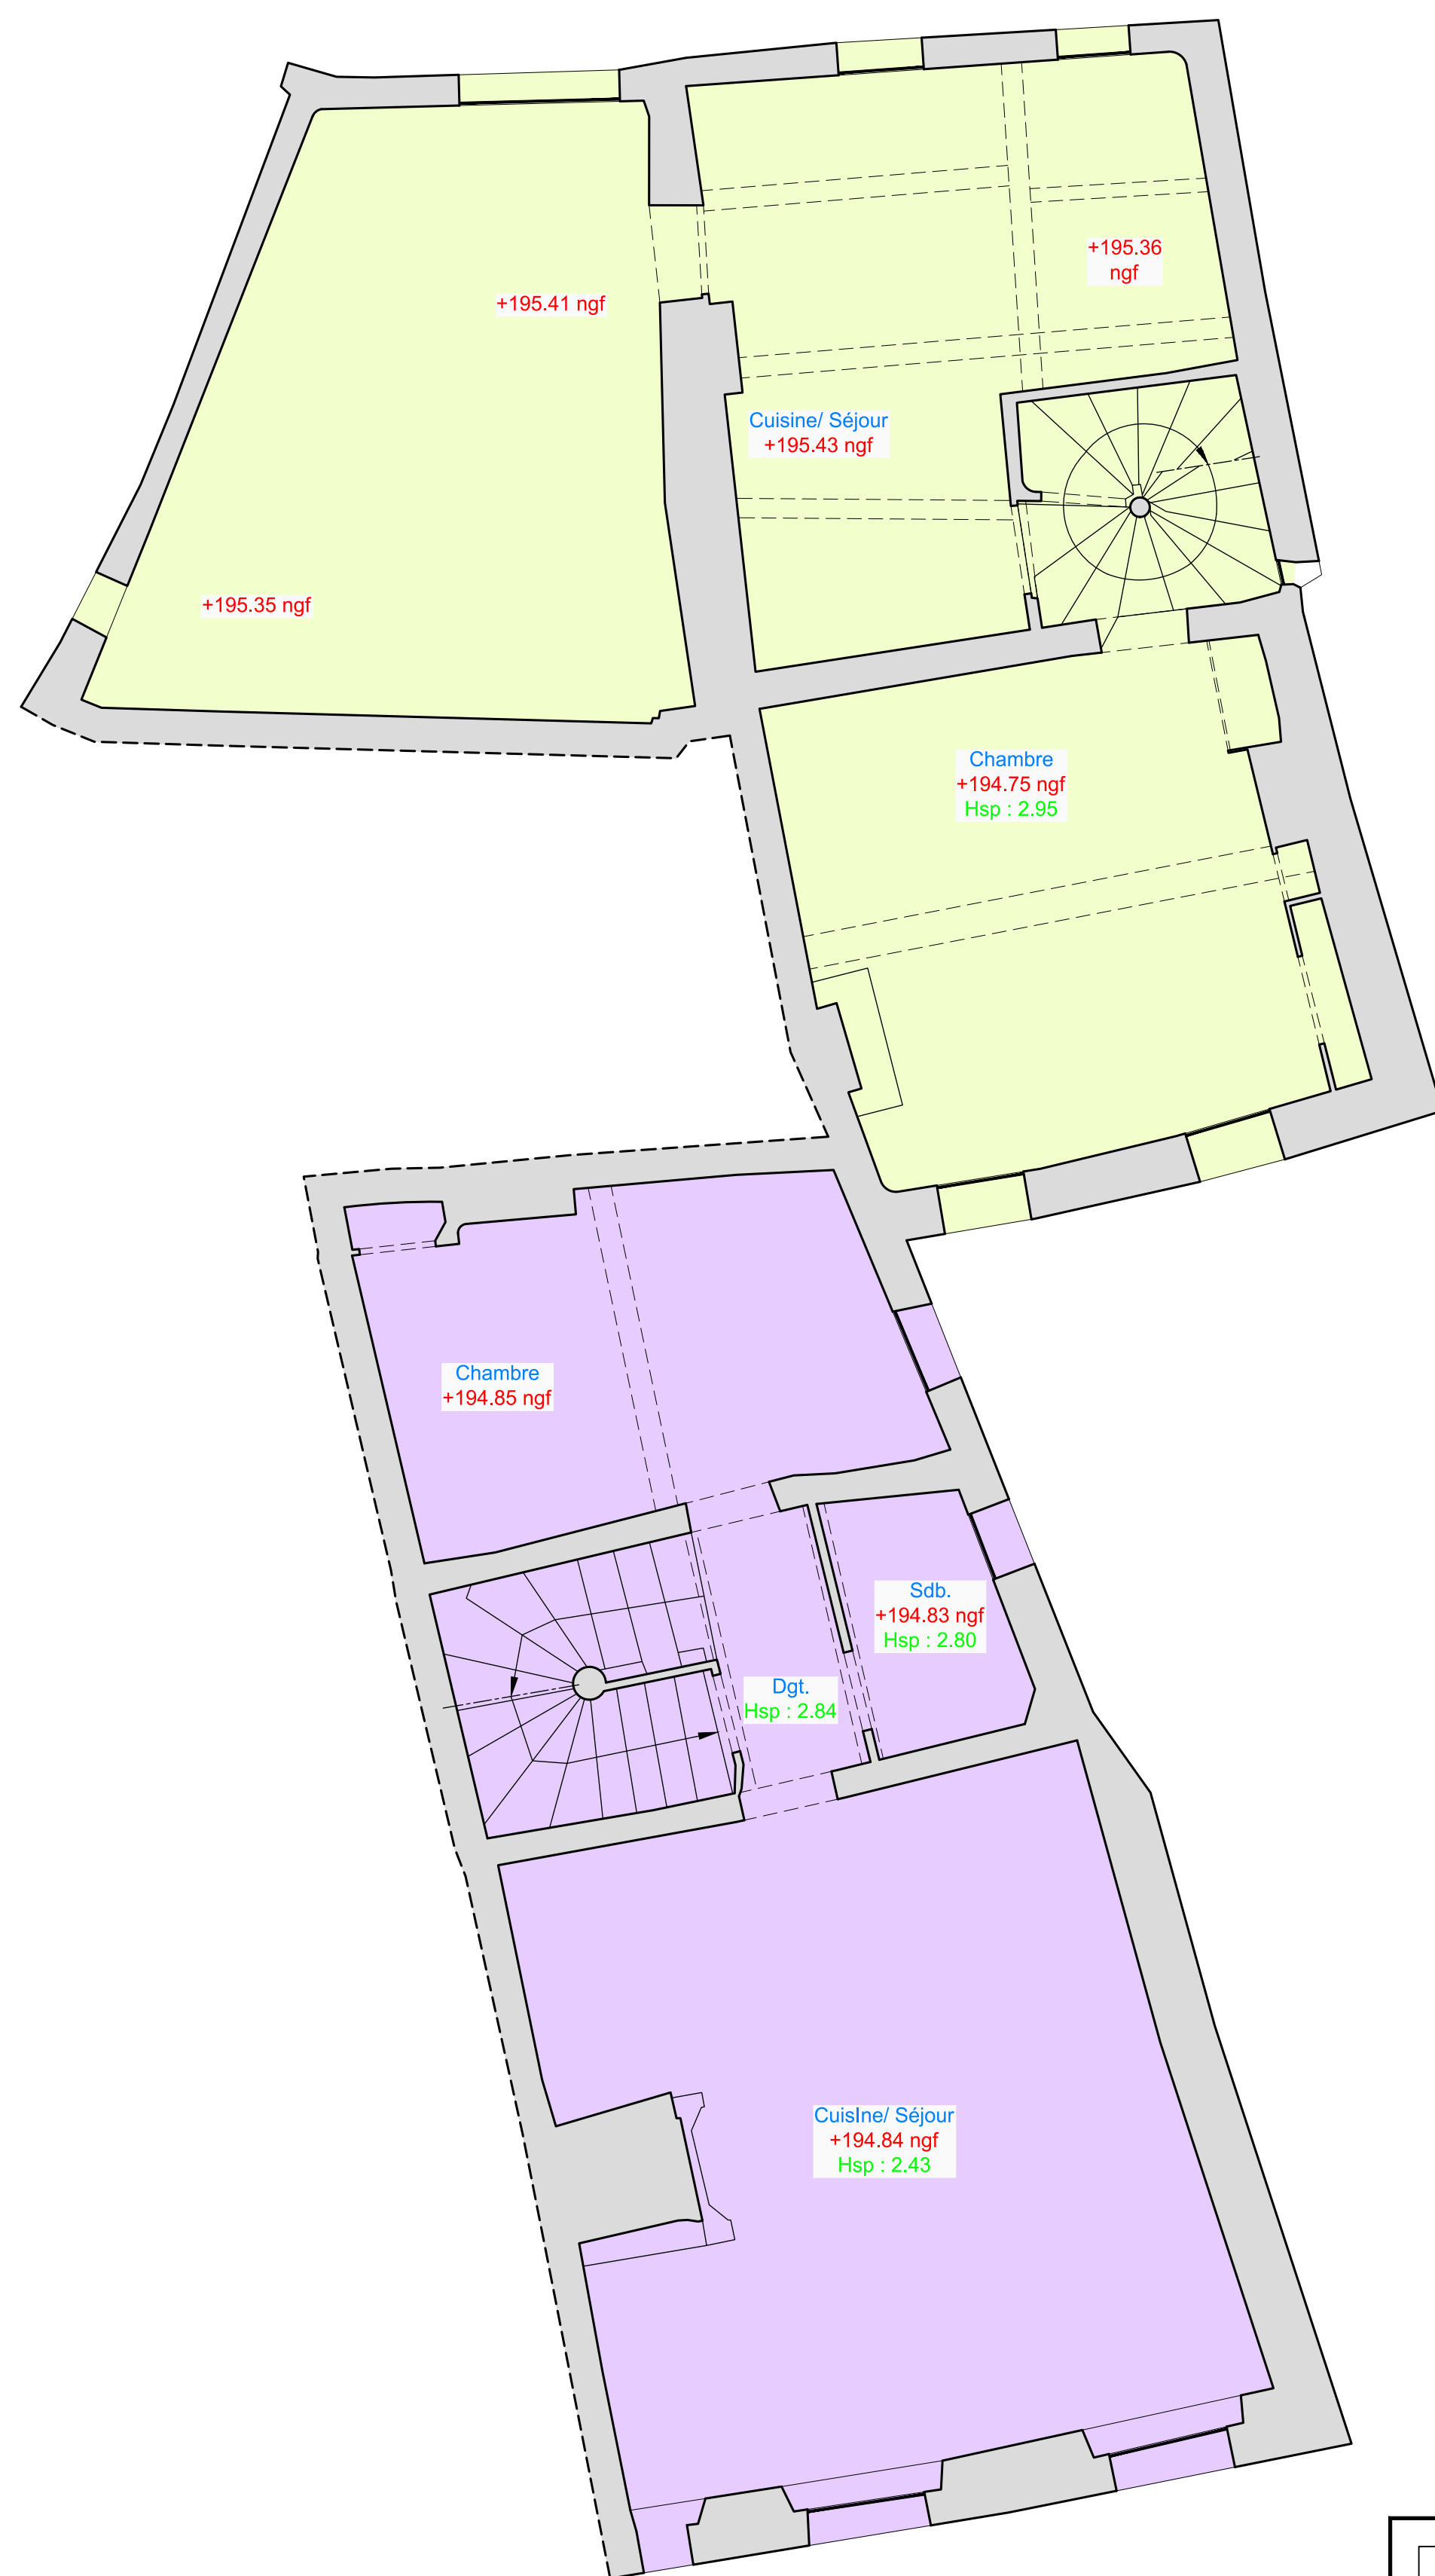 +195.36
ngf
+195.41 ngf
Cuisine/ Séjour
+195.43 ngf
+195.35 ngf
Chambre
+194.75 ngf
Hsp : 2.95
Chambre
+194.85 ngf
Sdb.
+194.83 ngf
Hsp : 2.80
Dgt.
Hsp : 2.84
CuisIne/ Séjour
+194.84 ngf
Hsp : 2.43